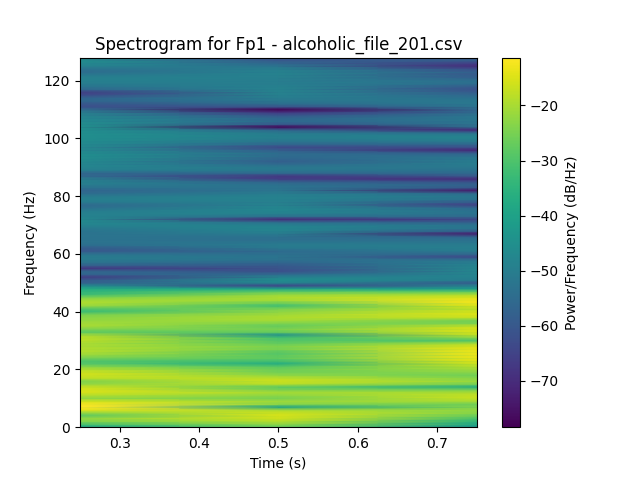 Spectrogram for Fp1 - alcoholic_file_201.csv
120
100
80
60
40
20
0
Frequency (Hz)
0.3 0.4 0.5 0.6 0.7
Time (s)
−20
−30
−40
−50
−60
−70
Power/Frequency (dB/Hz)